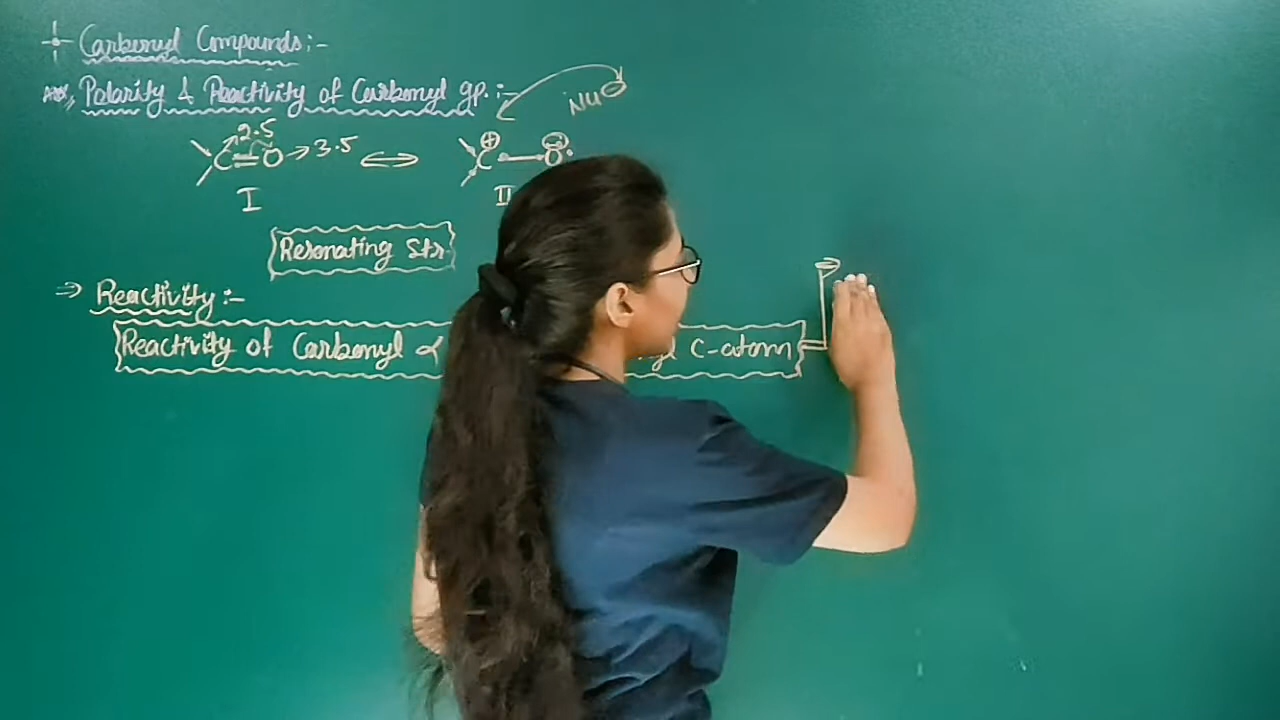 Carbonyl Compounds:-
Polarity & Reactivity of Carbonyl gp.:-
Nu⊖
2.5
C=O → 3.5 ⇔ C⊕ — O⊖
I II
Resonating Str.
→ Reactivity:-
Reactivity of Carbonyl ∝ C-atom